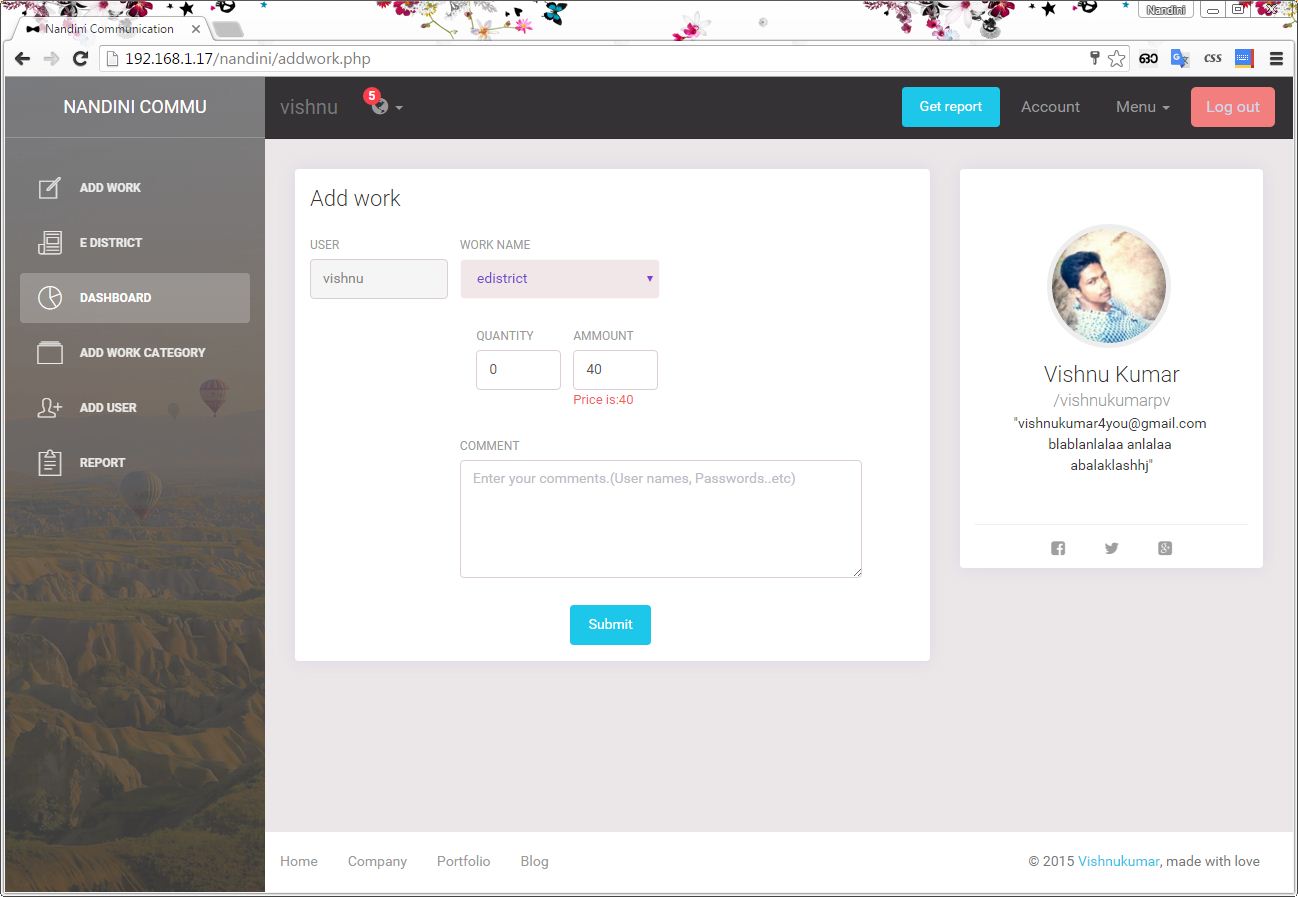 Nandini
Nandini Communication
192.168.1.17/nandini/addwork.php
CSS
NANDINI COMMU
vishnu
5
Get report
Account
Menu
Log out
ADD WORK
E DISTRICT
DASHBOARD
ADD WORK CATEGORY
ADD USER
REPORT
Add work
USER
WORK NAME
vishnu
edistrict
QUANTITY
AMMOUNT
0
40
Price is:40
COMMENT
Enter your comments.(User names, Passwords..etc)
Submit
Vishnu Kumar
/vishnukumarpv
"vishnukumar4you@gmail.com
blablanlalaa anlalaa
abalaklashhj"
Home
Company
Portfolio
Blog
© 2015 Vishnukumar, made with love